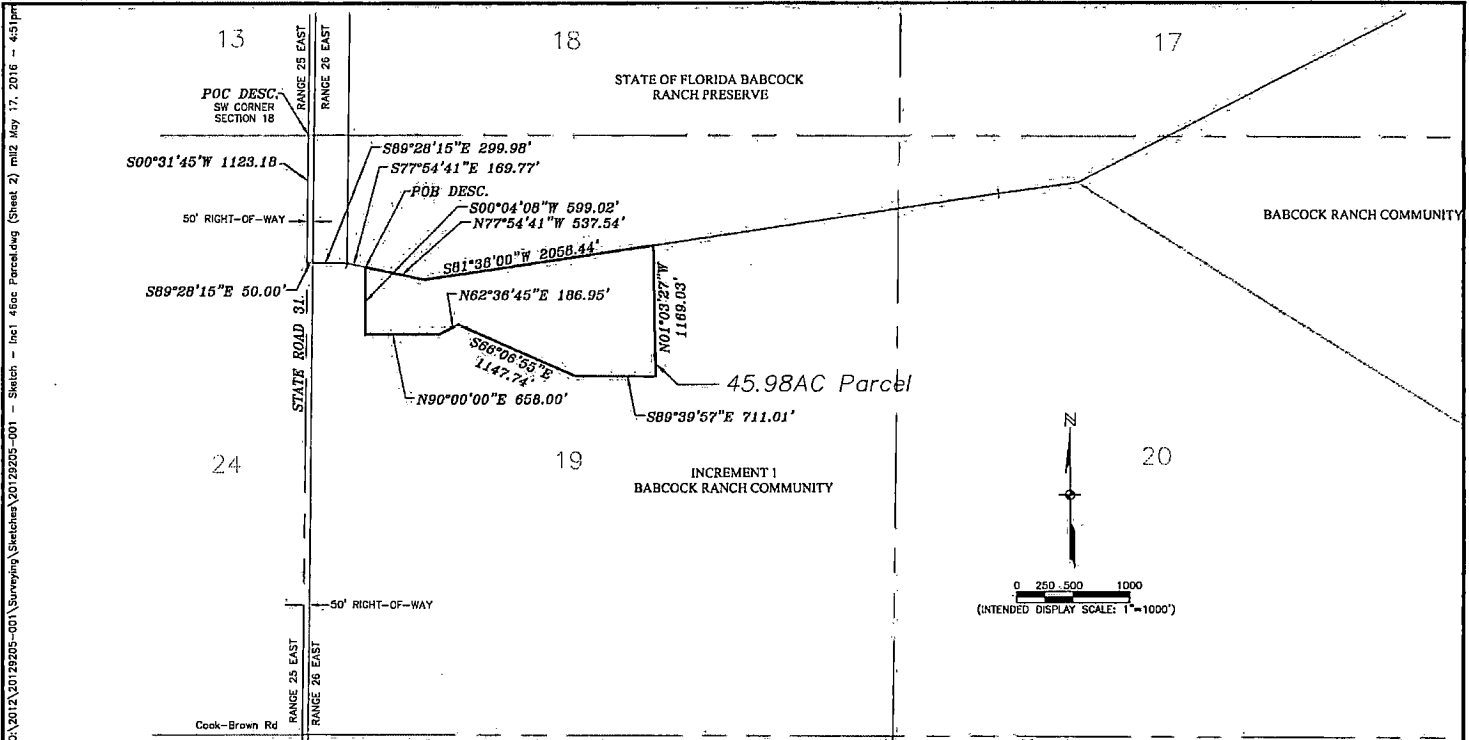 13
18
17
RANGE 25 EAST
RANGE 26 EAST
STATE OF FLORIDA BABCOCK
RANCH PRESERVE
POC DESC.
SW CORNER
SECTION 18
S89°28'15"E 299.98'
S00°31'45"W 1123.18
S77°54'41"E 169.77'
POB DESC.
S00°04'08"W 599.02'
N77°54'41"W 537.54'
50' RIGHT-OF-WAY
BABCOCK RANCH COMMUNITY
S81°38'00"W 2058.44'
S89°28'15"E 50.00'
N62°36'45"E 186.95'
N01°03'27"W
1169.03'
STATE ROAD 31
S66°06'55"E
1147.74'
45.98AC Parcel
N90°00'00"E 658.00'
S89°39'57"E 711.01'
N
24
19
20
INCREMENT 1
BABCOCK RANCH COMMUNITY
0 250 500 1000
(INTENDED DISPLAY SCALE: 1"=1000')
50' RIGHT-OF-WAY
RANGE 25 EAST
RANGE 26 EAST
Cook-Brown Rd
\2012\20129205-001\Surveying\Sketches\20129205-001 - Sketch - Inc1 46ac Parcel.dwg (Sheet 2) mll2 May 17, 2016 - 4:51pm